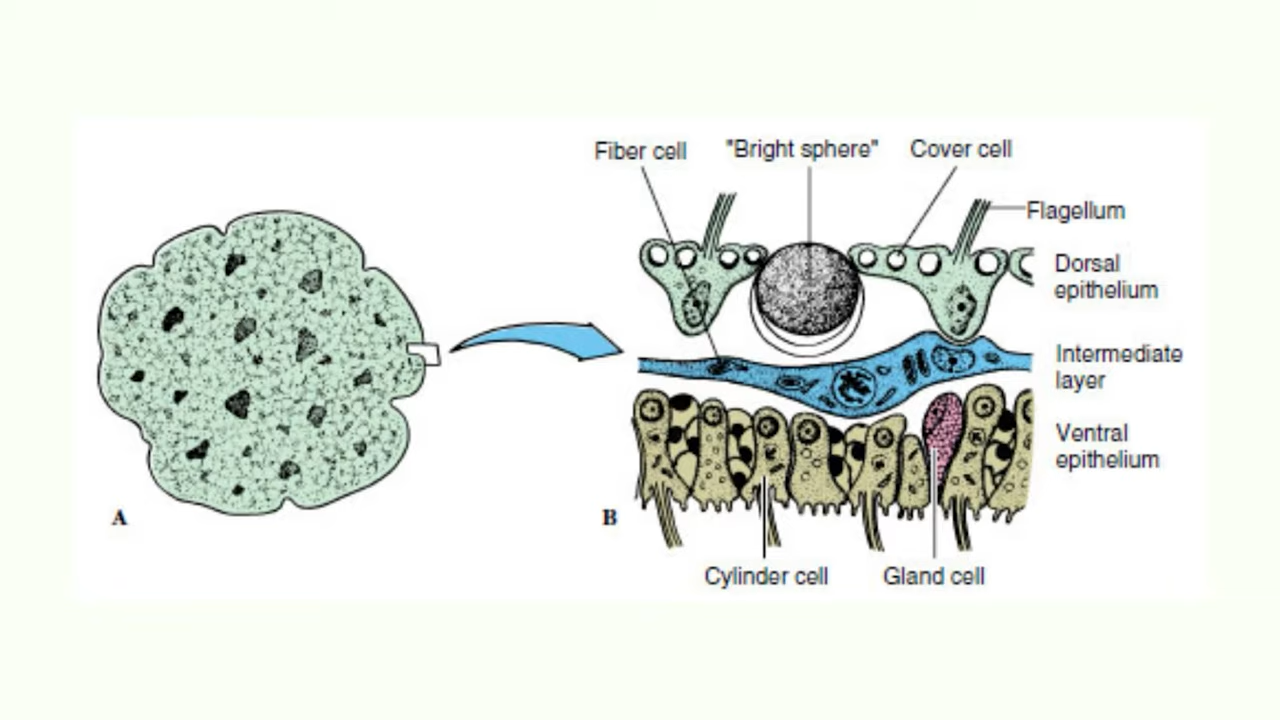 Fiber cell
"Bright sphere"
Cover cell
Flagellum
Dorsal
epithelium
Intermediate
layer
Ventral
epithelium
A
B
Cylinder cell
Gland cell